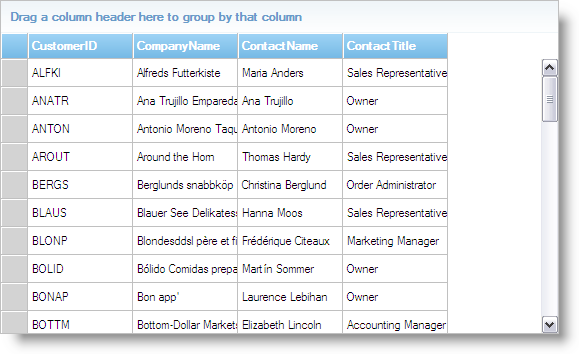 Drag a column header here to group by that column
CustomerID CompanyName ContactName ContactTitle
ALFKI Alfreds Futterkiste Maria Anders Sales Representative
ANATR Ana Trujillo Empareda Ana Trujillo Owner
ANTON Antonio Moreno Taqu Antonio Moreno Owner
AROUT Around the Horn Thomas Hardy Sales Representative
BERGS Berglunds snabbköp Christina Berglund Order Administrator
BLAUS Blauer See Delikatess Hanna Moos Sales Representative
BLONP Blondesddsl père et fi Frédérique Citeaux Marketing Manager
BOLID Bólido Comidas prepa Martín Sommer Owner
BONAP Bon app' Laurence Lebihan Owner
BOTTM Bottom-Dollar Markets Elizabeth Lincoln Accounting Manager